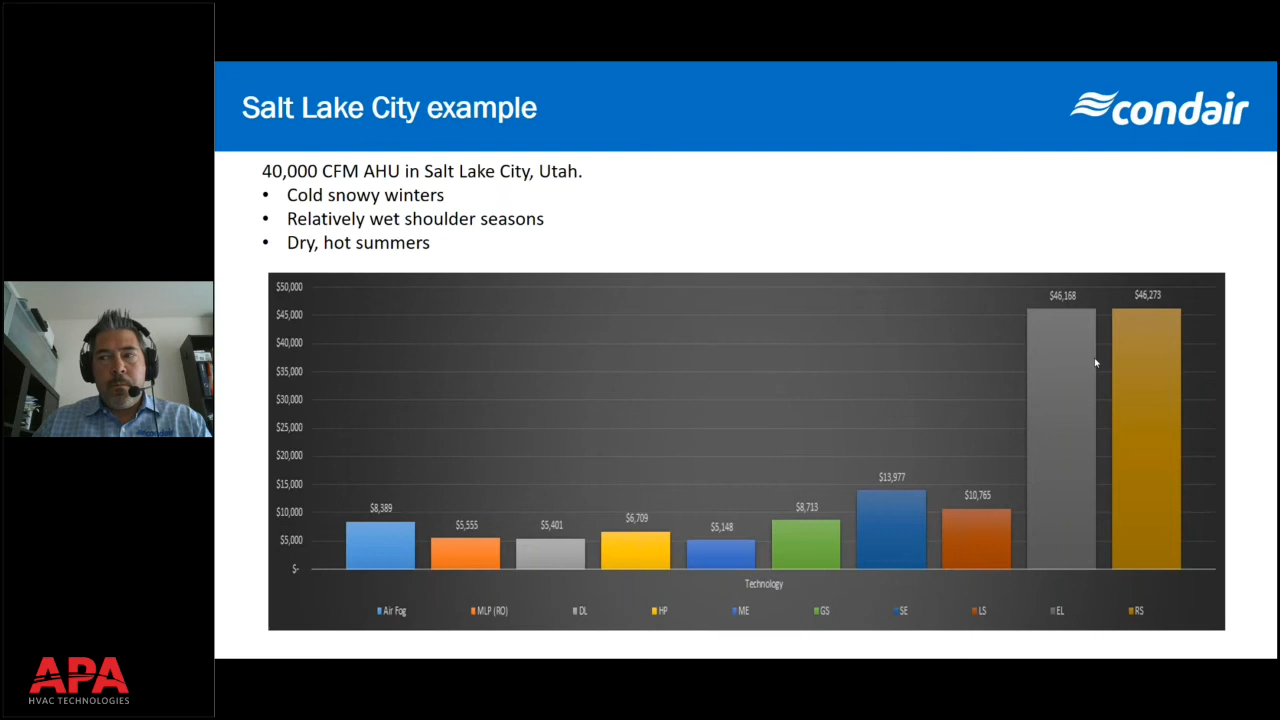 Salt Lake City example
condair
40,000 CFM AHU in Salt Lake City, Utah.
• Cold snowy winters
• Relatively wet shoulder seasons
• Dry, hot summers
$50,000
$45,000
$40,000
$35,000
$30,000
$25,000
$20,000
$15,000
$10,000
$5,000
$-
$8,389
$5,555
$5,401
$6,709
$5,148
$8,713
$13,977
$10,765
$46,168
$46,273
Technology
Air Fog MLP (RO) DL HP ME GS SE LS EL RS
APA
HVAC TECHNOLOGIES